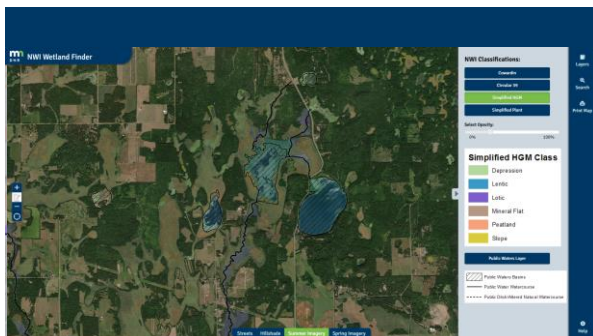 mn
DNR
NWI Wetland Finder
NWI Classifications:
Cowardin
Circular 39
Simplified HGM
Simplified Plant
Select Opacity:
0%
100%
Simplified HGM Class
Depression
Lentic
Lotic
Mineral Flat
Peatland
Slope
Public Waters Layer
Public Waters Basins
Public Water Watercourse
Public Ditch/Altered Natural Watercourse
Layers
Search
Print Map
Help
Streets
Hillshade
Summer Imagery
Spring Imagery